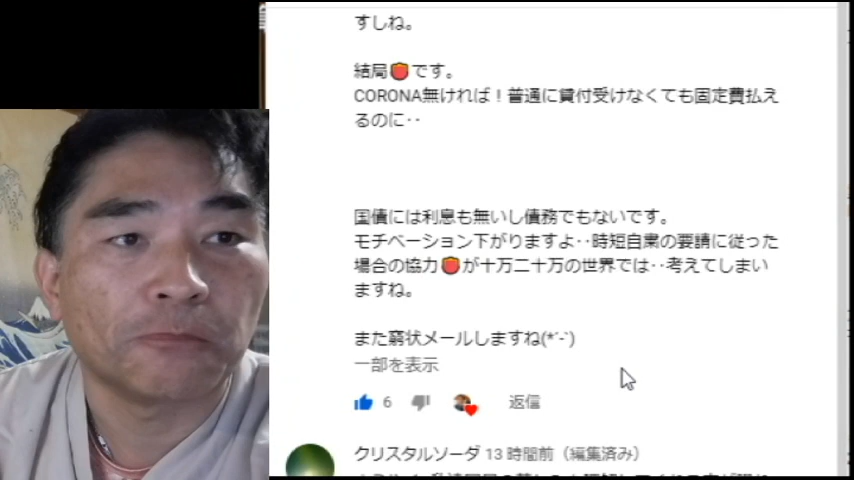 すしね。
結局です。
CORONA無ければ！普通に貸付受けなくても固定費払え
るのに‥
国債には利息も無いし債務でもないです。
モチベーション下がりますよ‥時短自粛の要請に従った
場合の協力が十万二十万の世界では‥考えてしまい
ますね。
また窮状メールしますね(*´-`)
一部を表示
6
返信
クリスタルソーダ 13 時間前（編集済み）